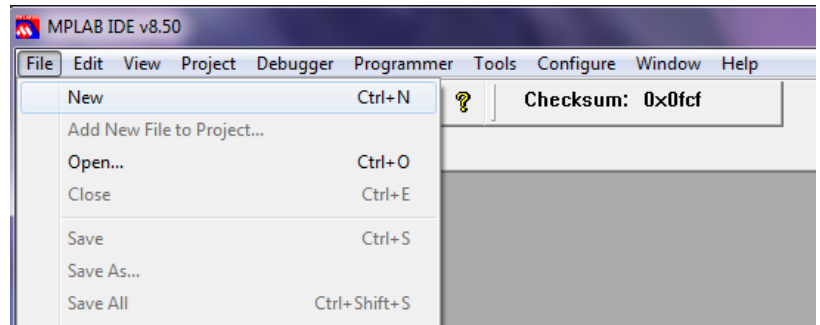 MPLAB IDE v8.50
File Edit View Project Debugger Programmer Tools Configure Window Help
New Ctrl+N
? Checksum: 0x0fcf
Add New File to Project...
Open... Ctrl+O
Close Ctrl+E
Save Ctrl+S
Save As...
Save All Ctrl+Shift+S